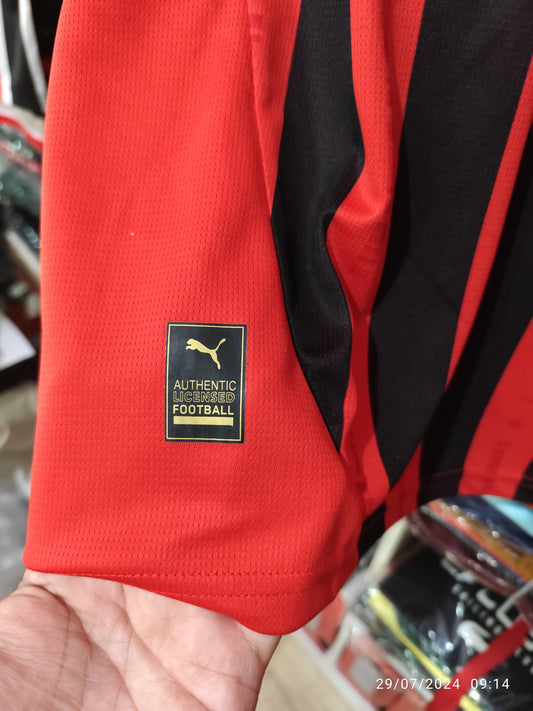 AUTHENTIC
LICENSED
FOOTBALL
29/07/2024 09:14